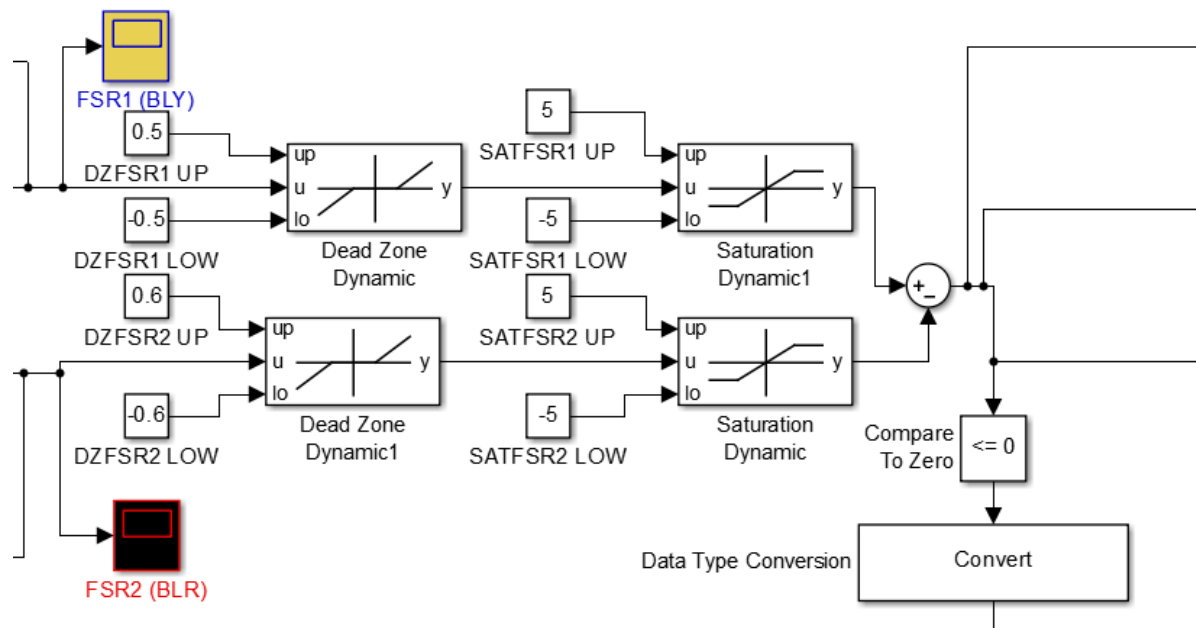 FSR1 (BLY)
0.5
DZFSR1 UP
-0.5
DZFSR1 LOW
up
u
lo
y
Dead Zone
Dynamic
5
SATFSR1 UP
-5
SATFSR1 LOW
up
u
lo
y
Saturation
Dynamic1
0.6
DZFSR2 UP
-0.6
DZFSR2 LOW
up
u
lo
y
Dead Zone
Dynamic1
5
SATFSR2 UP
-5
SATFSR2 LOW
up
u
lo
y
Saturation
Dynamic
+
−
Compare
To Zero
<= 0
FSR2 (BLR)
Data Type Conversion
Convert